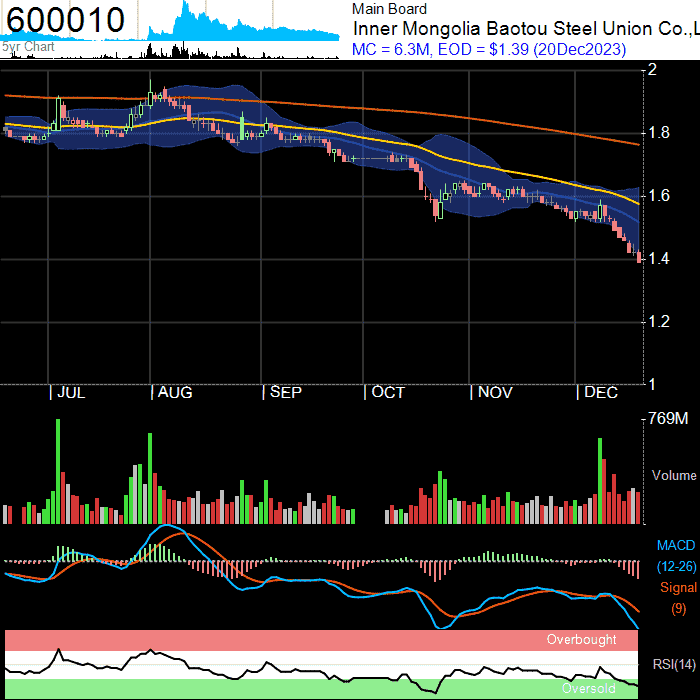 600010
5yr Chart
Main Board
Inner Mongolia Baotou Steel Union Co.,L
MC = 6.3M, EOD = $1.39 (20Dec2023)
2
1.8
1.6
1.4
1.2
1
JUL AUG SEP OCT NOV DEC
769M
Volume
MACD
(12-26)
Signal
(9)
Overbought
RSI(14)
Oversold